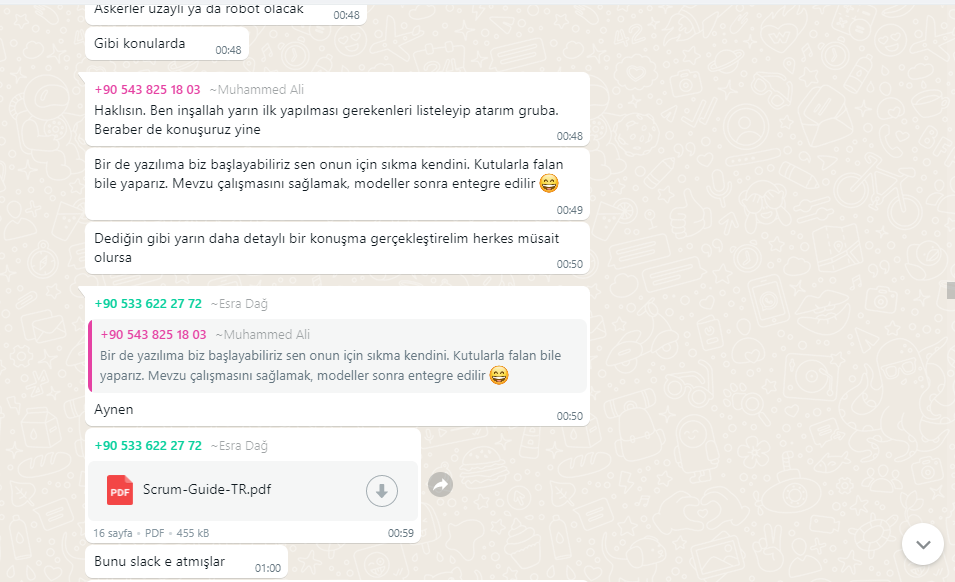 Askerler uzaylı ya da robot olacak
00:48
Gibi konularda
00:48
+90 543 825 18 03 ~Muhammed Ali
Haklısın. Ben inşallah yarın ilk yapılması gerekenleri listeleyip atarım gruba.
Beraber de konuşuruz yine
00:48
Bir de yazılıma biz başlayabiliriz sen onun için sıkma kendini. Kutularla falan
bile yaparız. Mevzu çalışmasını sağlamak, modeller sonra entegre edilir 😄
00:49
Dediğin gibi yarın daha detaylı bir konuşma gerçekleştirelim herkes müsait
olursa
00:50
+90 533 622 27 72 ~Esra Dağ
+90 543 825 18 03 ~Muhammed Ali
Bir de yazılıma biz başlayabiliriz sen onun için sıkma kendini. Kutularla falan bile
yaparız. Mevzu çalışmasını sağlamak, modeller sonra entegre edilir 😄
Aynen
00:50
+90 533 622 27 72 ~Esra Dağ
PDF
Scrum-Guide-TR.pdf
16 sayfa • PDF • 455 kB
00:59
Bunu slack e atmışlar
01:00